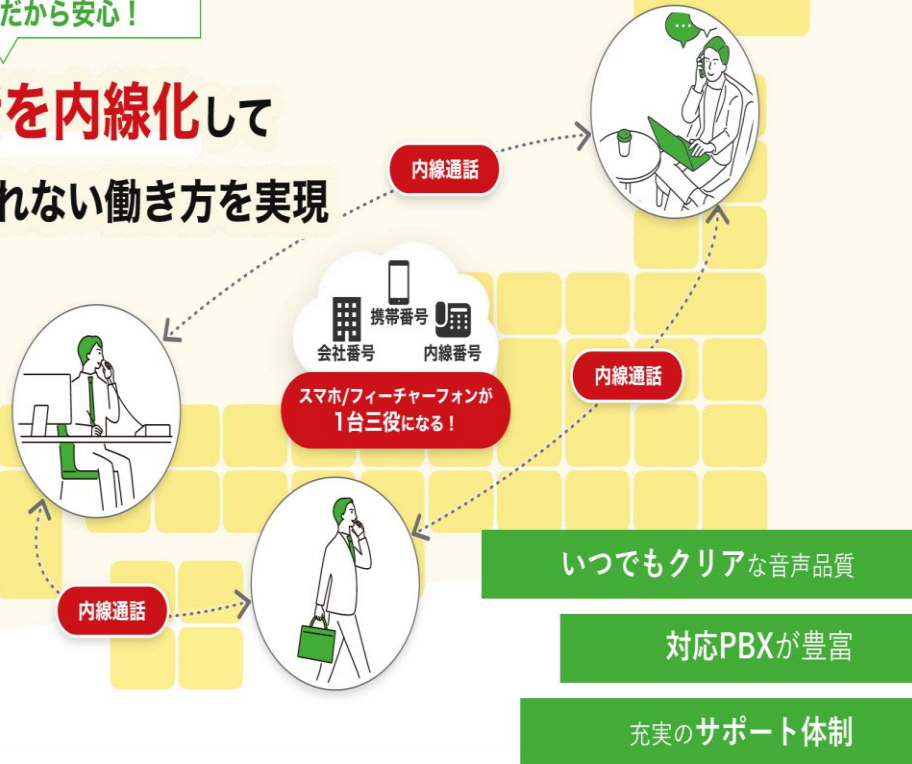 だから安心！
を内線化して
れない働き方を実現
内線通話
携帯番号
会社番号
内線番号
スマホ/フィーチャーフォンが
1台三役になる！
内線通話
内線通話
いつでもクリアな音声品質
対応PBXが豊富
充実のサポート体制